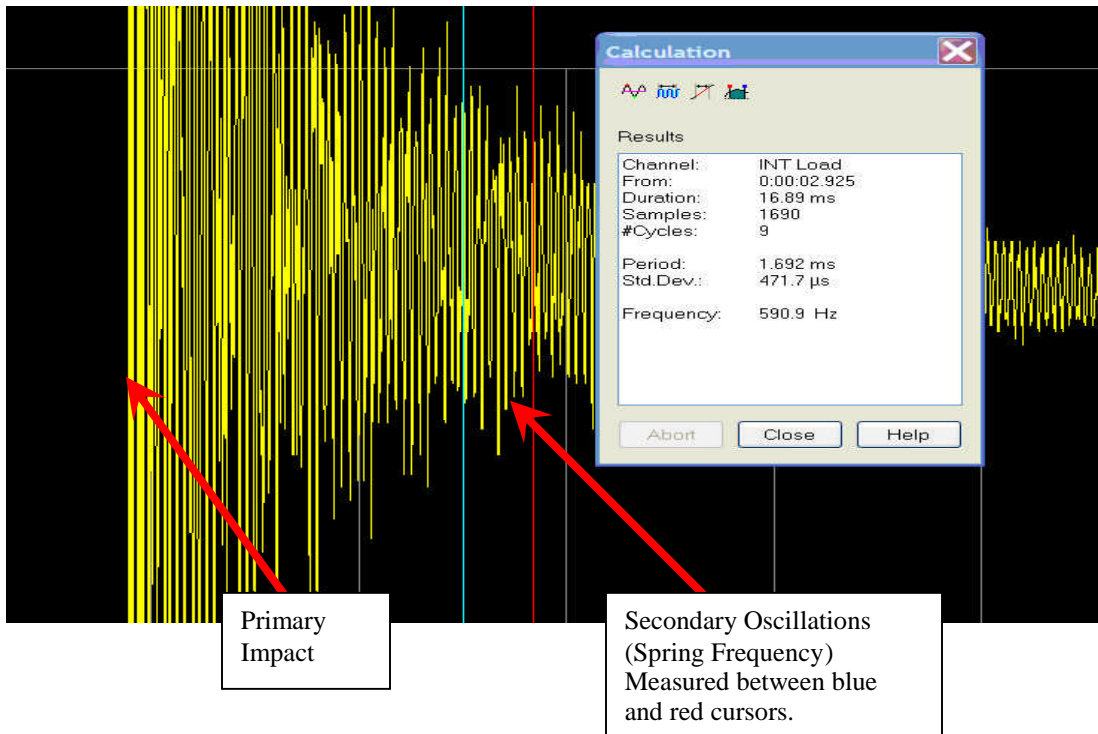 Calculation
Results
Channel: INT Load
From: 0:00:02.925
Duration: 16.89 ms
Samples: 1690
#Cycles: 9
Period: 1.692 ms
Std.Dev.: 471.7 µs
Frequency: 590.9 Hz
Abort Close Help
Primary
Impact
Secondary Oscillations
(Spring Frequency)
Measured between blue
and red cursors.